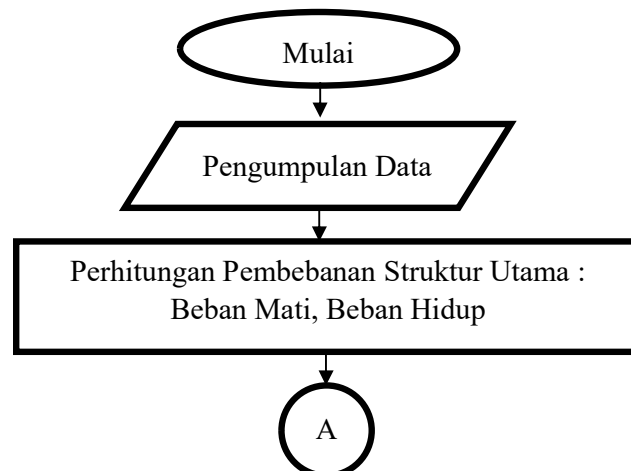 Mulai
Pengumpulan Data
Perhitungan Pembebanan Struktur Utama :
Beban Mati, Beban Hidup
A